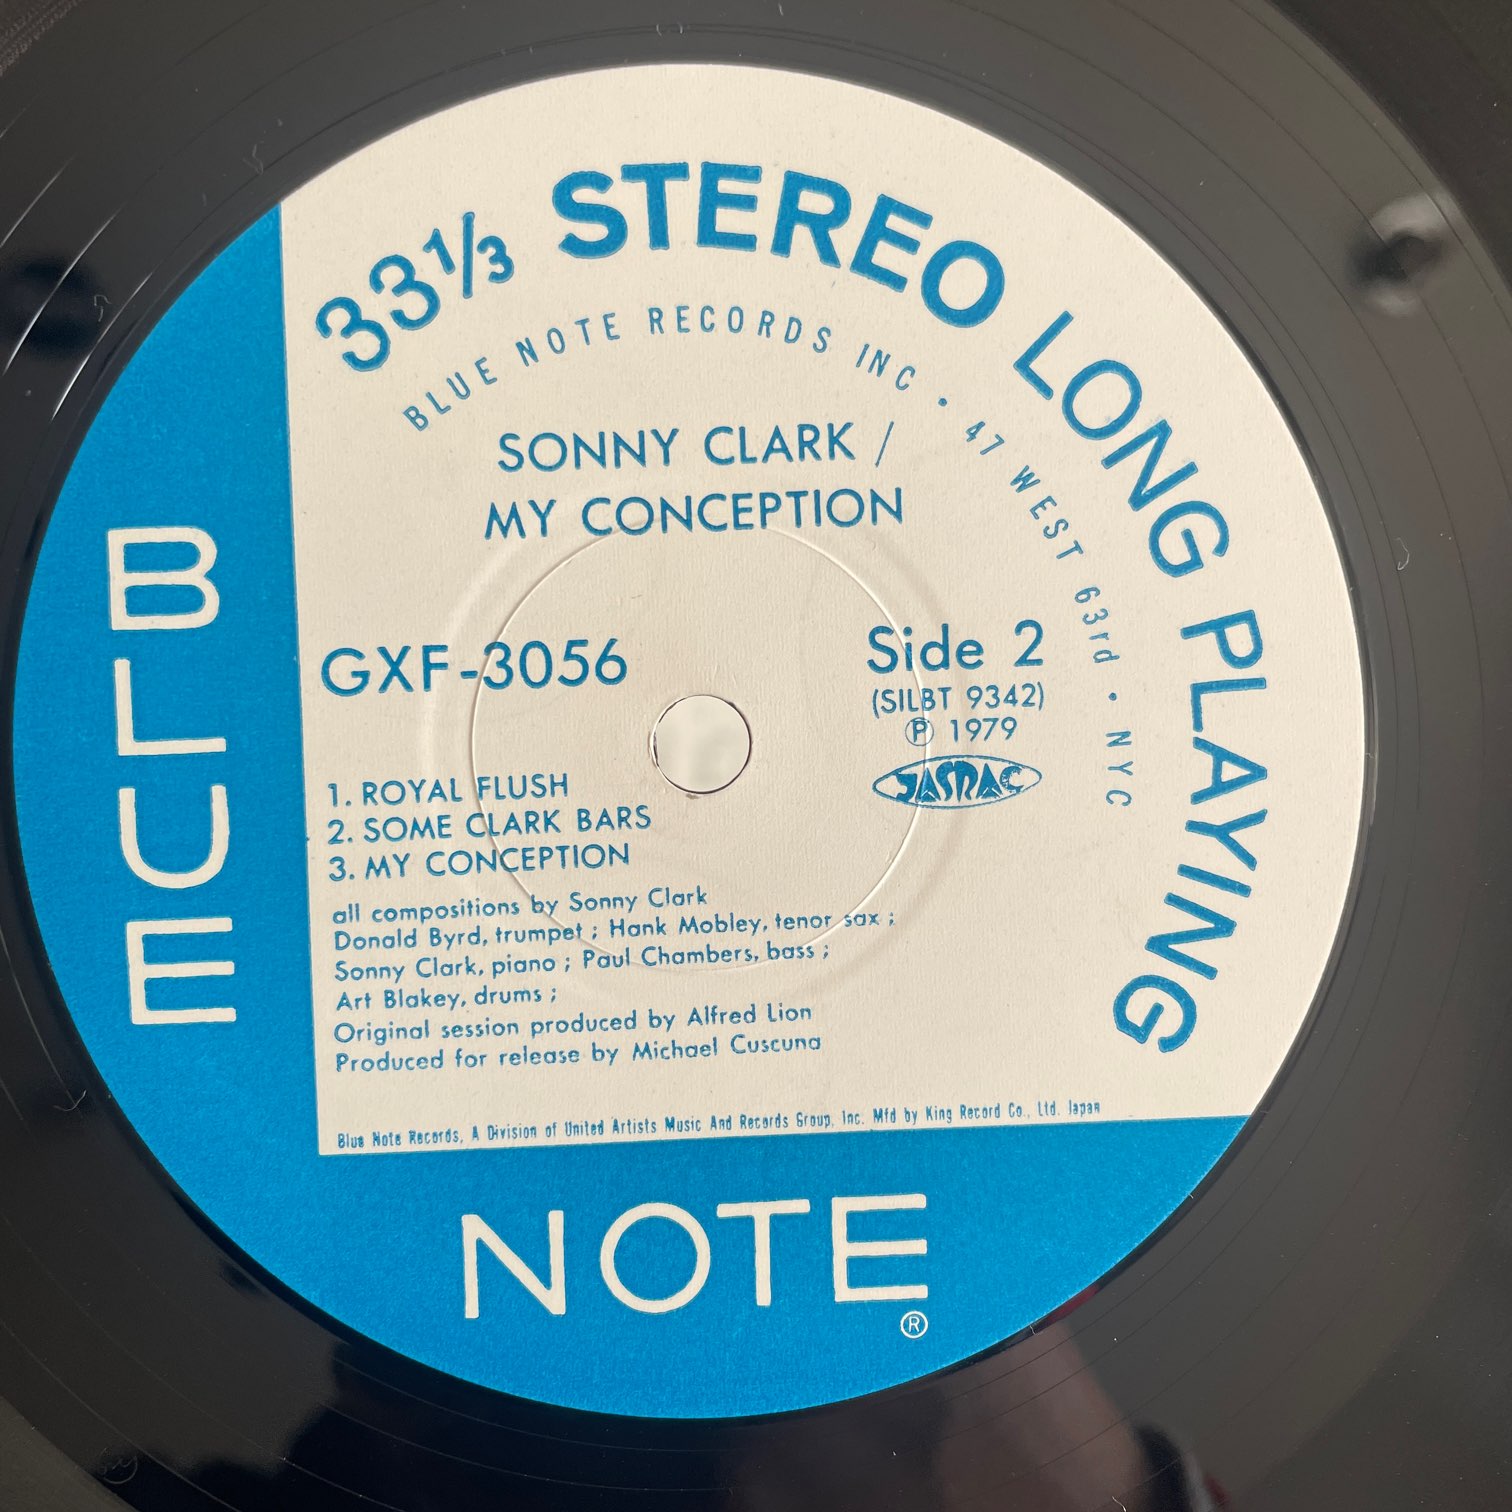 33⅓ STEREO LONG PLAYING
BLUE NOTE RECORDS INC • 47 WEST 63rd • NYC
SONNY CLARK /
MY CONCEPTION
GXF-3056
Side 2
(SILBT 9342)
Ⓟ 1979
JASRAC
1. ROYAL FLUSH
2. SOME CLARK BARS
3. MY CONCEPTION
all compositions by Sonny Clark
Donald Byrd, trumpet ; Hank Mobley, tenor sax ;
Sonny Clark, piano ; Paul Chambers, bass ;
Art Blakey, drums ;
Original session produced by Alfred Lion
Produced for release by Michael Cuscuna
Blue Note Records, A Division of United Artists Music And Records Group, Inc. Mfd by King Record Co., Ltd. Japan
BLUE
NOTE
®